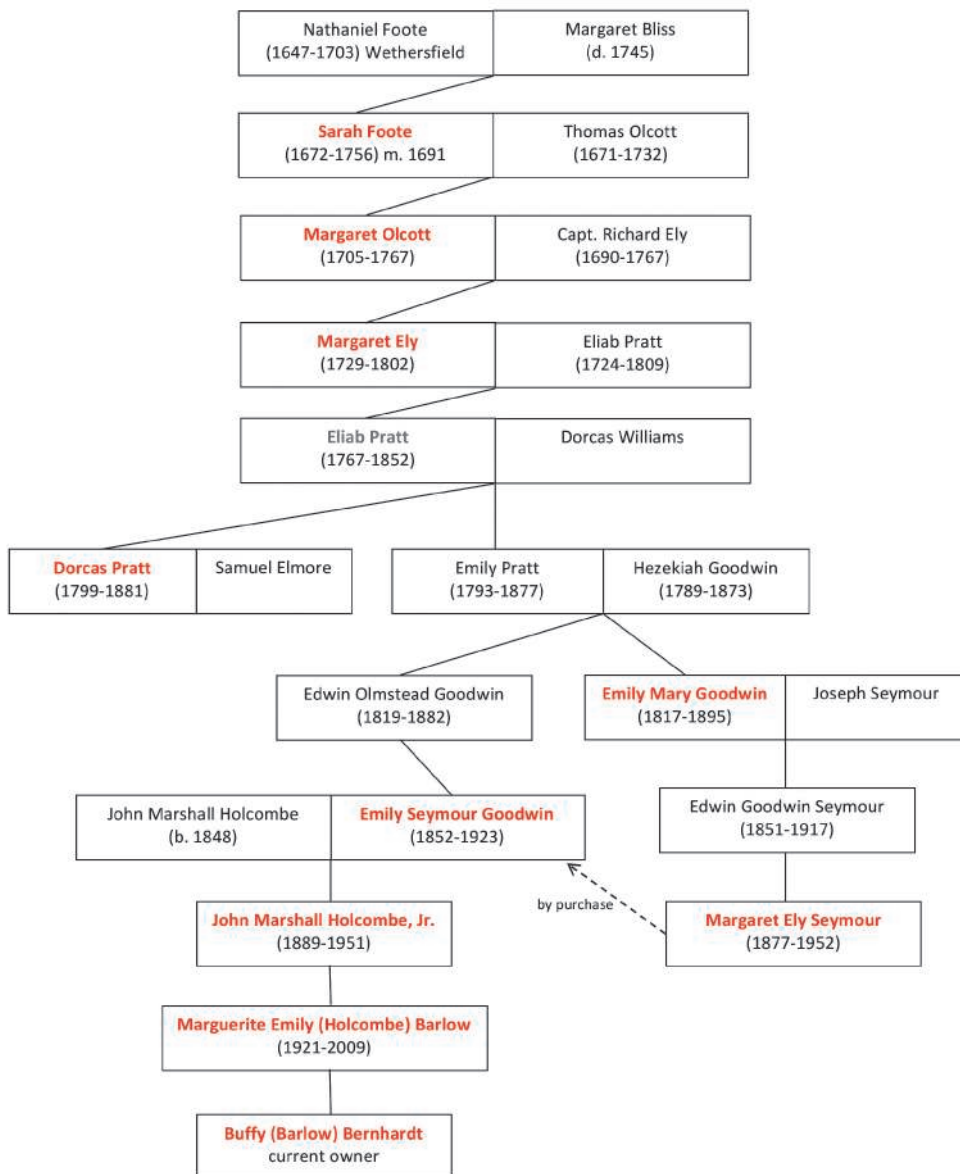 Nathaniel Foote
(1647-1703) Wethersfield
Margaret Bliss
(d. 1745)
Sarah Foote
(1672-1756) m. 1691
Thomas Olcott
(1671-1732)
Margaret Olcott
(1705-1767)
Capt. Richard Ely
(1690-1767)
Margaret Ely
(1729-1802)
Eliab Pratt
(1724-1809)
Eliab Pratt
(1767-1852)
Dorcas Williams
Dorcas Pratt
(1799-1881)
Samuel Elmore
Emily Pratt
(1793-1877)
Hezekiah Goodwin
(1789-1873)
Edwin Olmstead Goodwin
(1819-1882)
Emily Mary Goodwin
(1817-1895)
Joseph Seymour
John Marshall Holcombe
(b. 1848)
Emily Seymour Goodwin
(1852-1923)
Edwin Goodwin Seymour
(1851-1917)
by purchase
John Marshall Holcombe, Jr.
(1889-1951)
Margaret Ely Seymour
(1877-1952)
Marguerite Emily (Holcombe) Barlow
(1921-2009)
Buffy (Barlow) Bernhardt
current owner